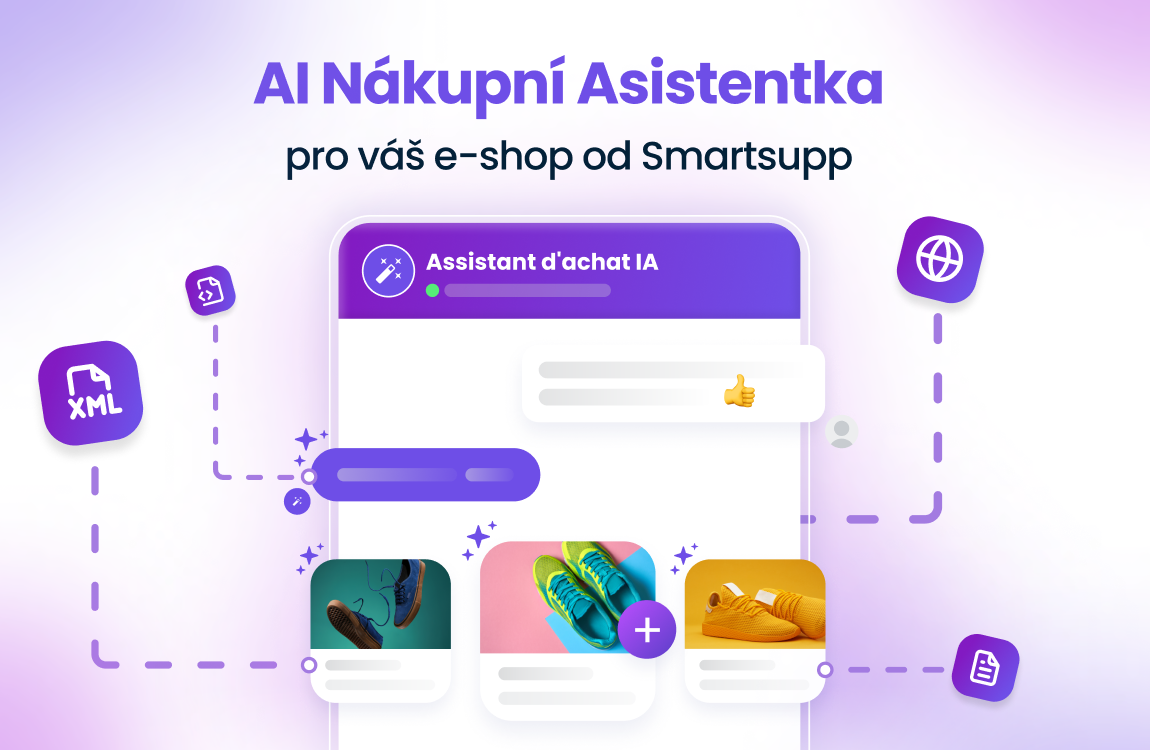 AI Nákupní Asistentka
pro váš e-shop od Smartsupp
Assistant d'achat IA
XML